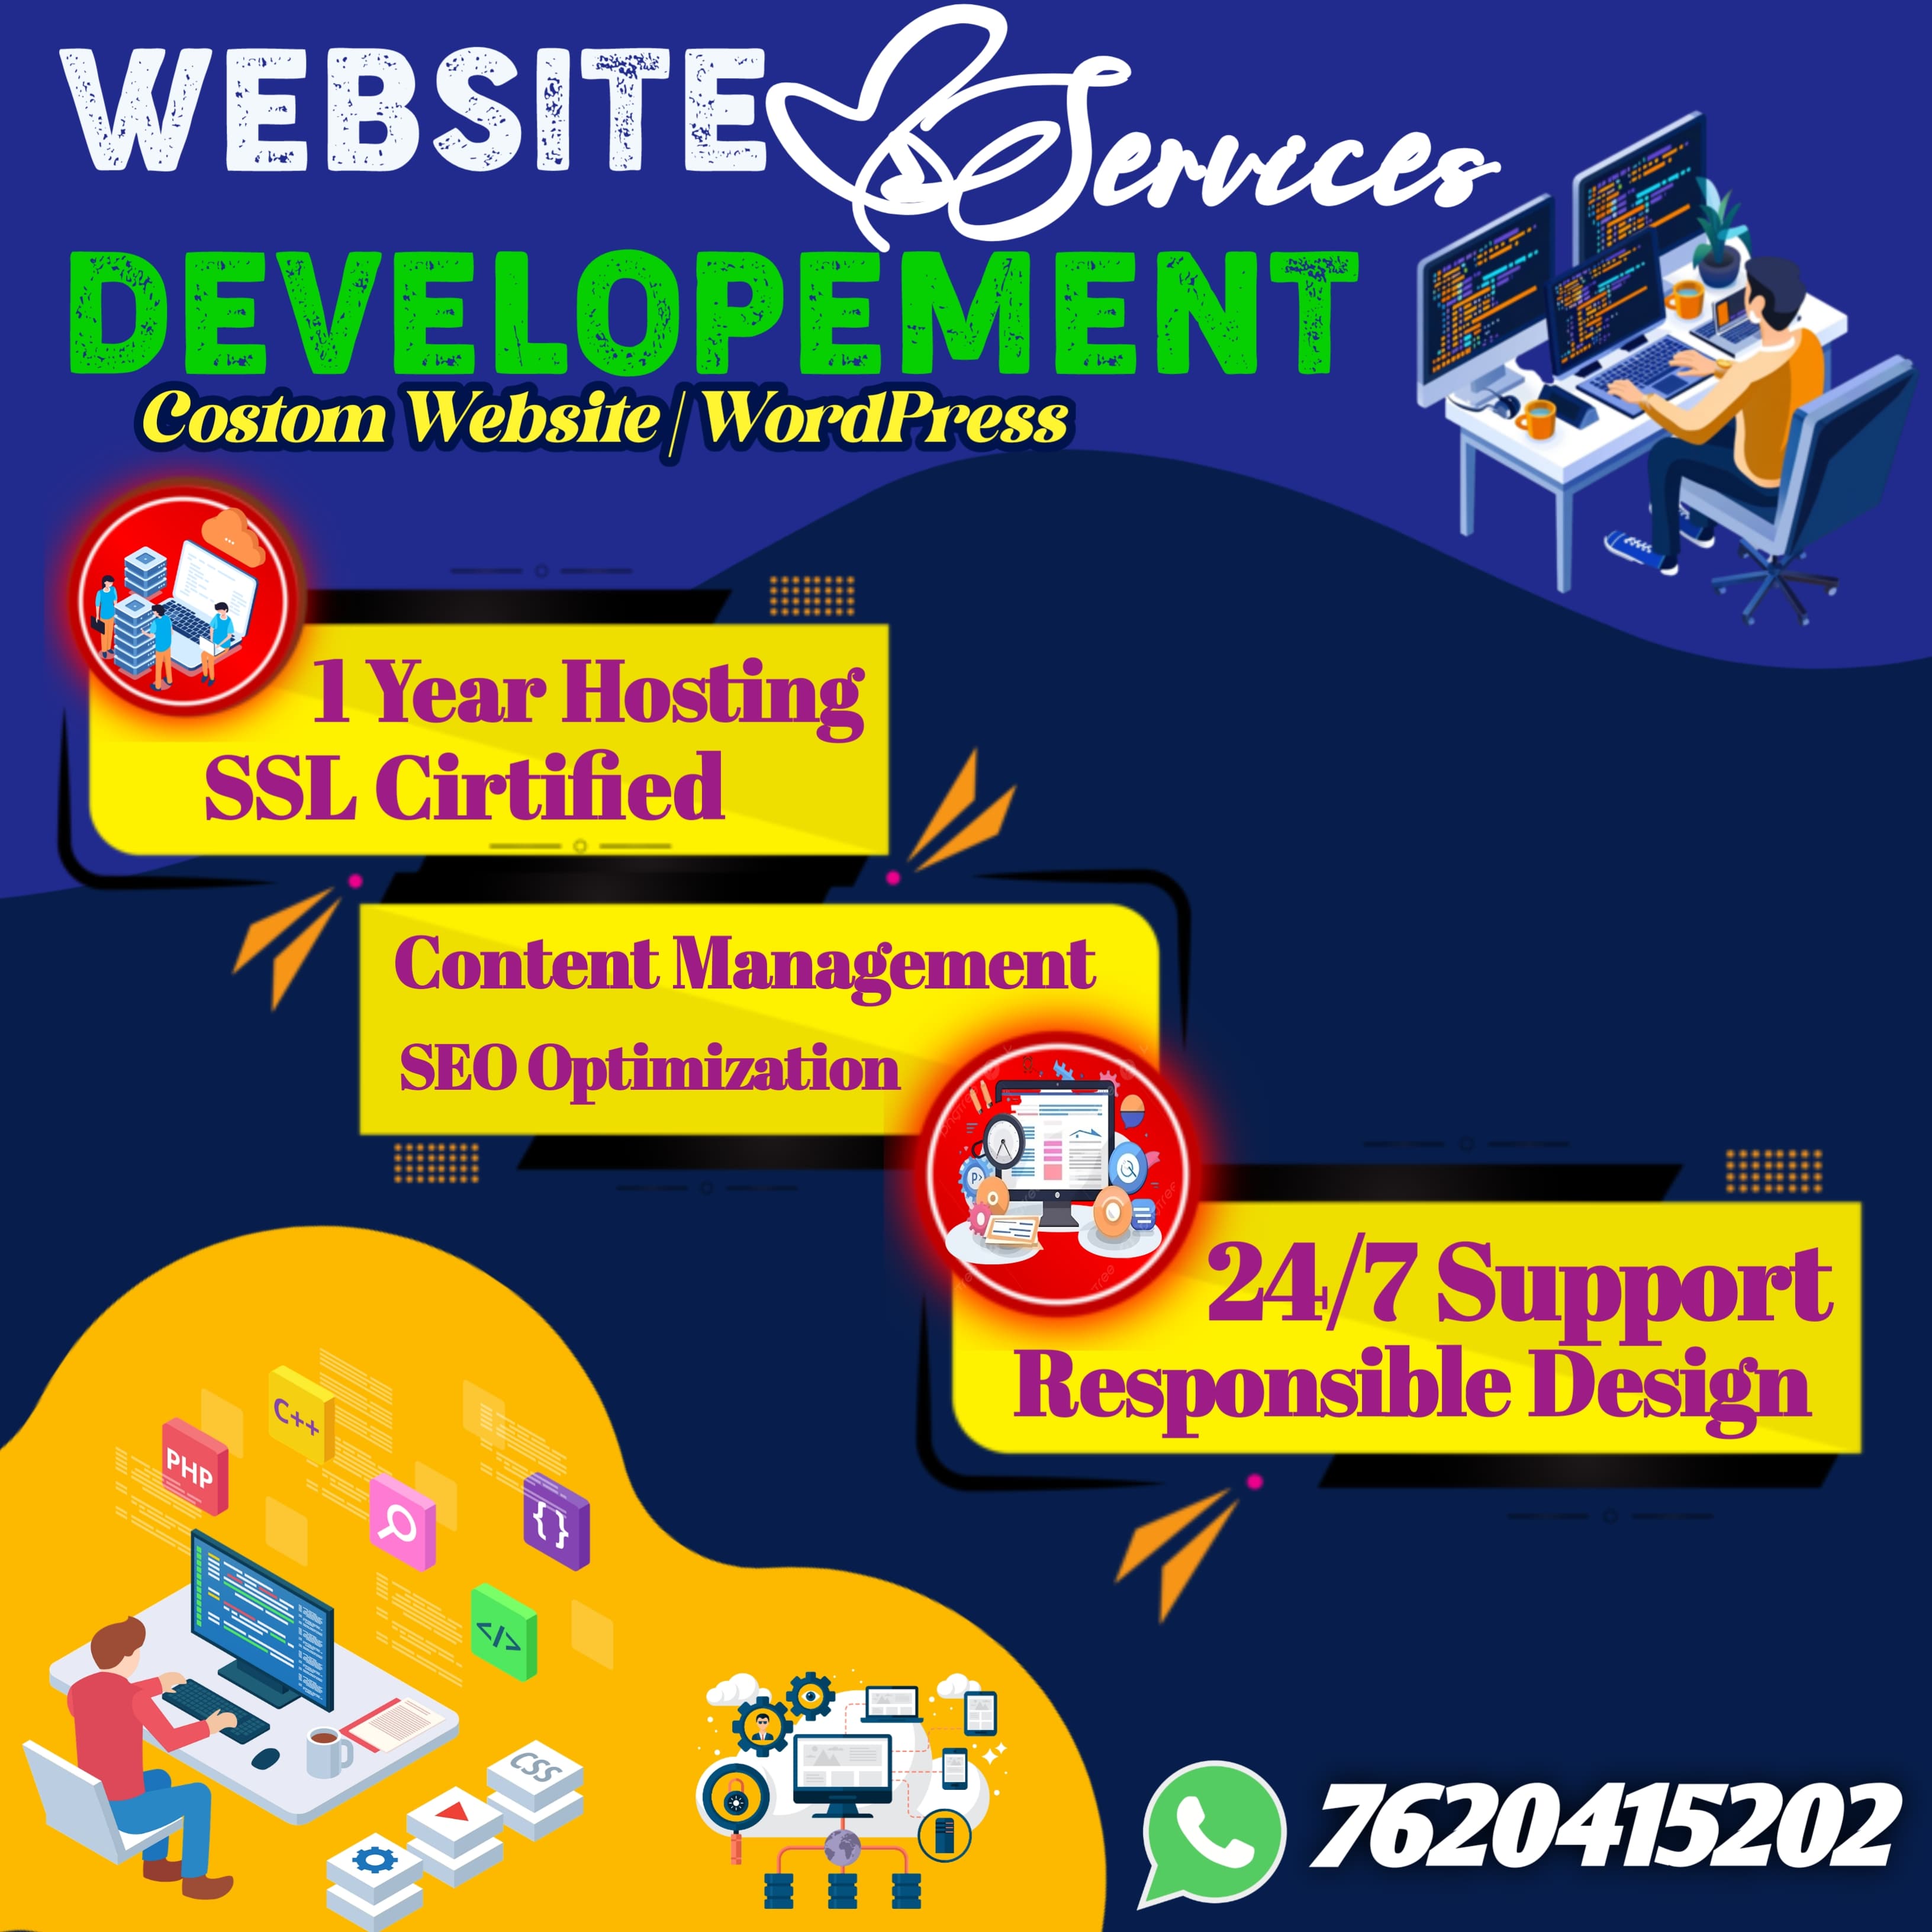 WEBSITE Services
DEVELOPEMENT
Costom Website / WordPress
1 Year Hosting
SSL Cirtified
Content Management
SEO Optimization
24/7 Support
Responsible Design
C++
PHP
{}
</>
CSS
7620415202